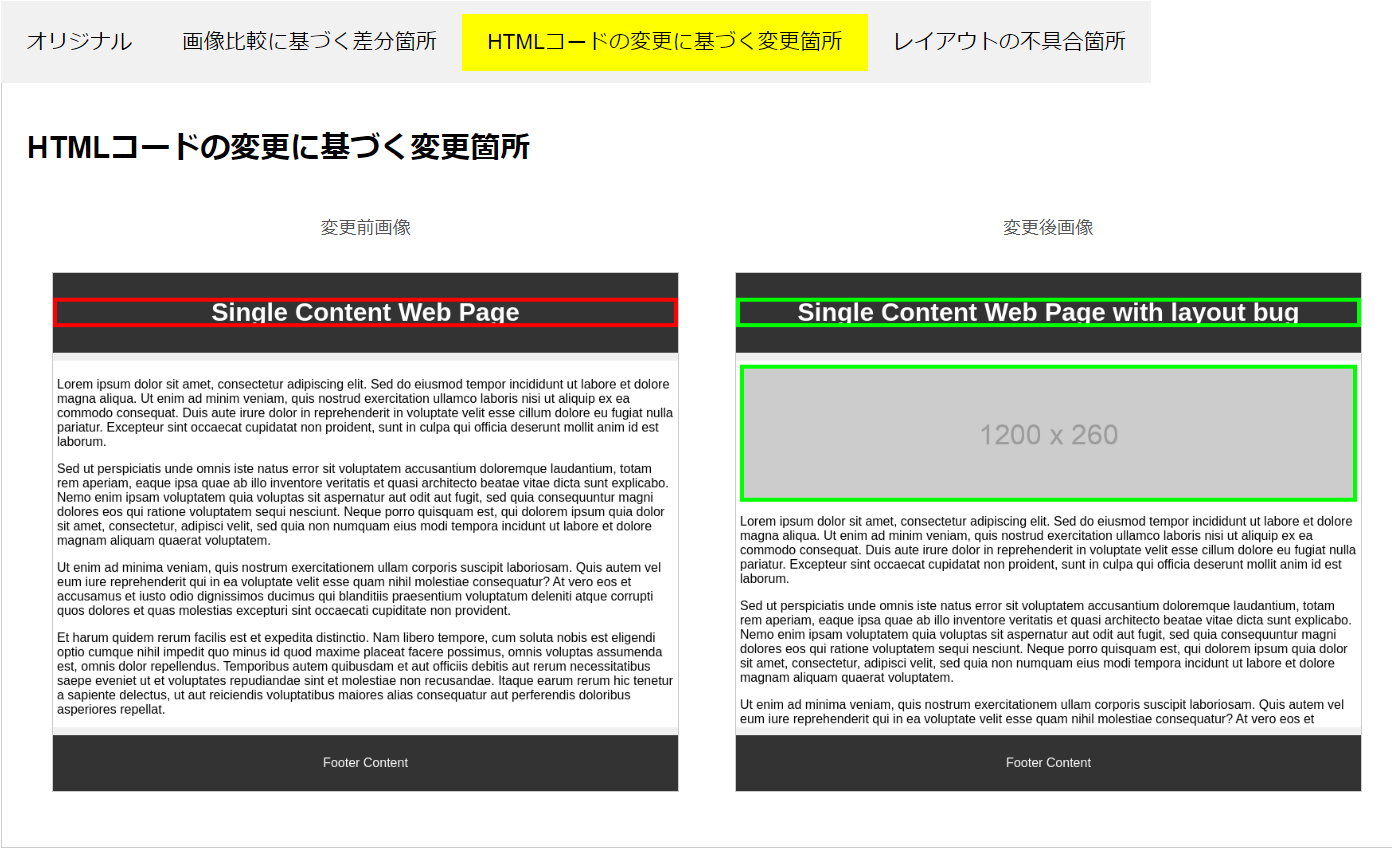 オリジナル 画像比較に基づく差分箇所 HTMLコードの変更に基づく変更箇所 レイアウトの不具合箇所
HTMLコードの変更に基づく変更箇所
変更前画像
Single Content Web Page
Lorem ipsum dolor sit amet, consectetur adipiscing elit. Sed do eiusmod tempor incididunt ut labore et dolore
magna aliqua. Ut enim ad minim veniam, quis nostrud exercitation ullamco laboris nisi ut aliquip ex ea
commodo consequat. Duis aute irure dolor in reprehenderit in voluptate velit esse cillum dolore eu fugiat nulla
pariatur. Excepteur sint occaecat cupidatat non proident, sunt in culpa qui officia deserunt mollit anim id est
laborum.
Sed ut perspiciatis unde omnis iste natus error sit voluptatem accusantium doloremque laudantium, totam
rem aperiam, eaque ipsa quae ab illo inventore veritatis et quasi architecto beatae vitae dicta sunt explicabo.
Nemo enim ipsam voluptatem quia voluptas sit aspernatur aut odit aut fugit, sed quia consequuntur magni
dolores eos qui ratione voluptatem sequi nesciunt. Neque porro quisquam est, qui dolorem ipsum quia dolor
sit amet, consectetur, adipisci velit, sed quia non numquam eius modi tempora incidunt ut labore et dolore
magnam aliquam quaerat voluptatem.
Ut enim ad minima veniam, quis nostrum exercitationem ullam corporis suscipit laboriosam. Quis autem vel
eum iure reprehenderit qui in ea voluptate velit esse quam nihil molestiae consequatur? At vero eos et
accusamus et iusto odio dignissimos ducimus qui blanditiis praesentium voluptatum deleniti atque corrupti
quos dolores et quas molestias excepturi sint occaecati cupiditate non provident.
Et harum quidem rerum facilis est et expedita distinctio. Nam libero tempore, cum soluta nobis est eligendi
optio cumque nihil impedit quo minus id quod maxime placeat facere possimus, omnis voluptas assumenda
est, omnis dolor repellendus. Temporibus autem quibusdam et aut officiis debitis aut rerum necessitatibus
saepe eveniet ut et voluptates repudiandae sint et molestiae non recusandae. Itaque earum rerum hic tenetur
a sapiente delectus, ut aut reiciendis voluptatibus maiores alias consequatur aut perferendis doloribus
asperiores repellat.
Footer Content
変更後画像
Single Content Web Page with layout bug
1200 x 260
Lorem ipsum dolor sit amet, consectetur adipiscing elit. Sed do eiusmod tempor incididunt ut labore et dolore
magna aliqua. Ut enim ad minim veniam, quis nostrud exercitation ullamco laboris nisi ut aliquip ex ea
commodo consequat. Duis aute irure dolor in reprehenderit in voluptate velit esse cillum dolore eu fugiat nulla
pariatur. Excepteur sint occaecat cupidatat non proident, sunt in culpa qui officia deserunt mollit anim id est
laborum.
Sed ut perspiciatis unde omnis iste natus error sit voluptatem accusantium doloremque laudantium, totam
rem aperiam, eaque ipsa quae ab illo inventore veritatis et quasi architecto beatae vitae dicta sunt explicabo.
Nemo enim ipsam voluptatem quia voluptas sit aspernatur aut odit aut fugit, sed quia consequuntur magni
dolores eos qui ratione voluptatem sequi nesciunt. Neque porro quisquam est, qui dolorem ipsum quia dolor
sit amet, consectetur, adipisci velit, sed quia non numquam eius modi tempora incidunt ut labore et dolore
magnam aliquam quaerat voluptatem.
Ut enim ad minima veniam, quis nostrum exercitationem ullam corporis suscipit laboriosam. Quis autem vel
eum iure reprehenderit qui in ea voluptate velit esse quam nihil molestiae consequatur? At vero eos et
Footer Content